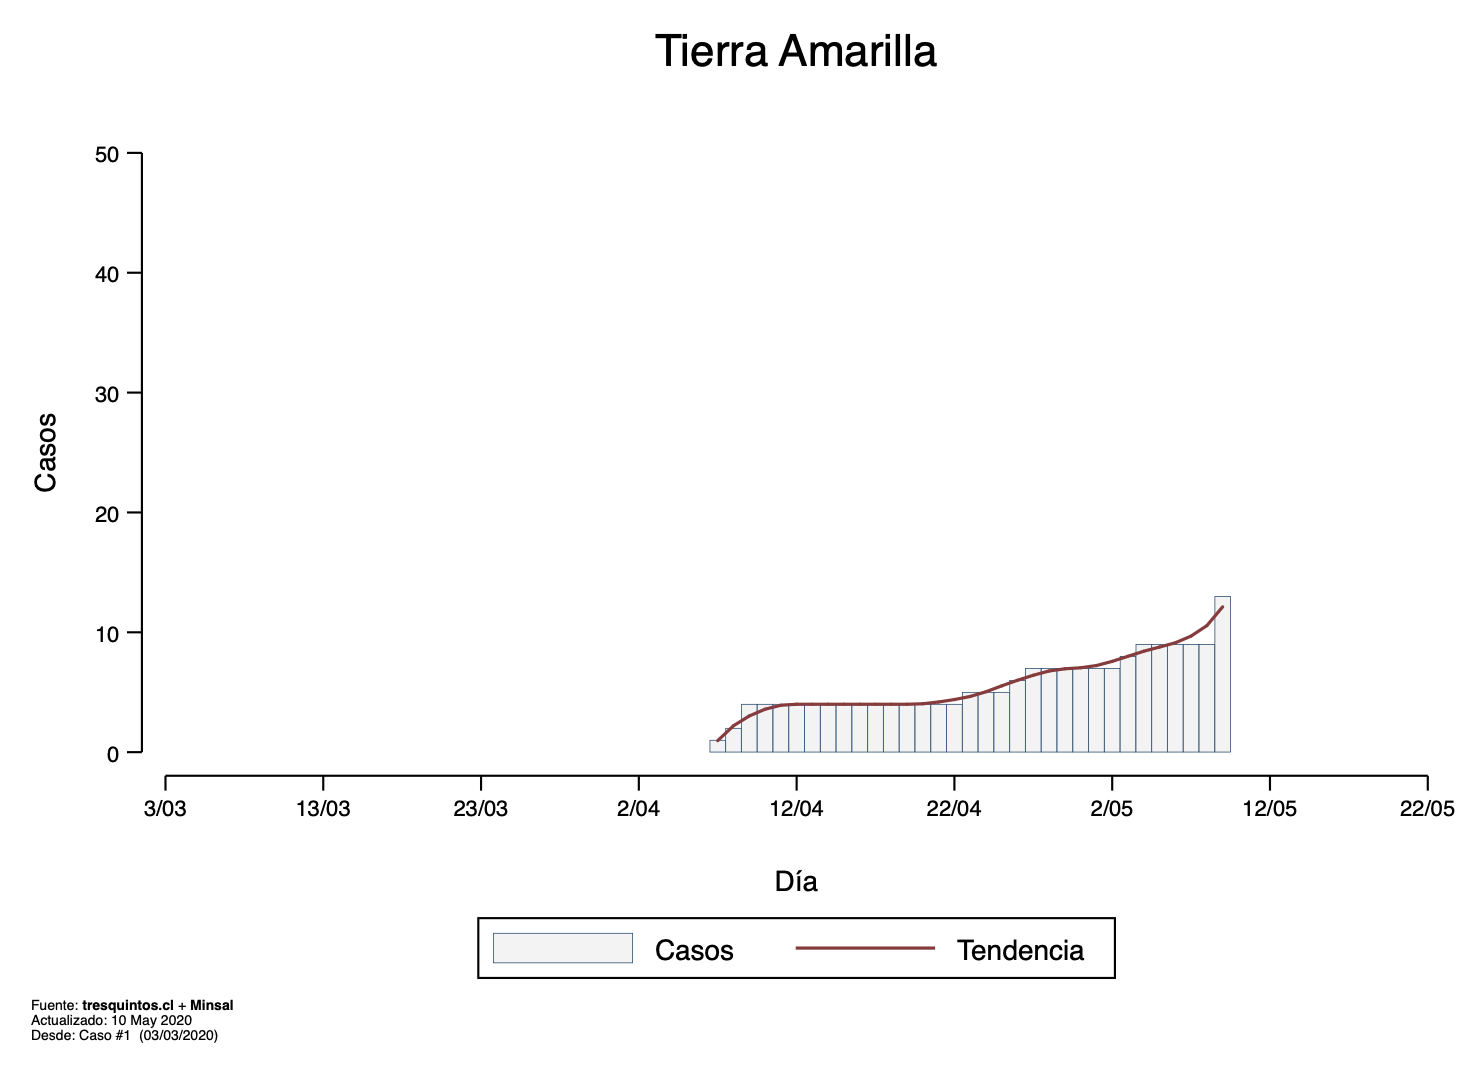 Tierra Amarilla
50
40
30
20
10
0
Casos
3/03 13/03 23/03 2/04 12/04 22/04 2/05 12/05 22/05
Día
Casos Tendencia
Fuente: tresquintos.cl + Minsal
Actualizado: 10 May 2020
Desde: Caso #1 (03/03/2020)